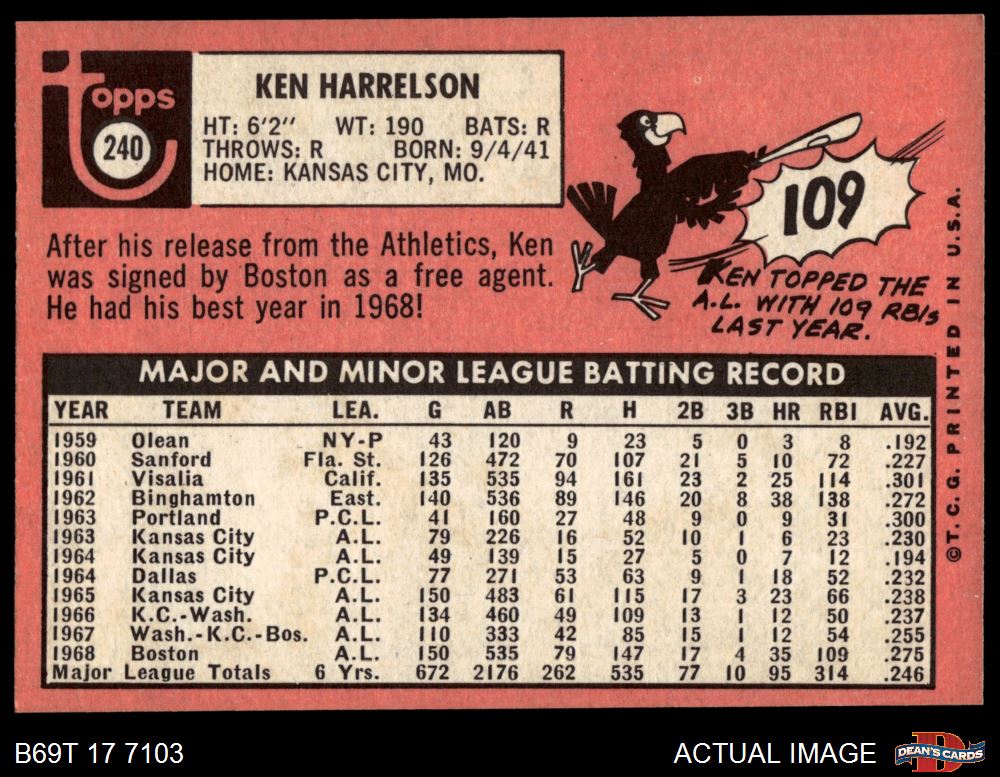 Topps
240
KEN HARRELSON
HT: 6'2" WT: 190 BATS: R
THROWS: R BORN: 9/4/41
HOME: KANSAS CITY, MO.
After his release from the Athletics, Ken
was signed by Boston as a free agent.
He had his best year in 1968!
109
KEN TOPPED THE
A.L. WITH 109 RBIs
LAST YEAR.
MAJOR AND MINOR LEAGUE BATTING RECORD
YEAR TEAM LEA. G AB R H 2B 3B HR RBI AVG.
1959 Olean NY-P 43 120 9 23 5 0 3 8 .192
1960 Sanford Fla. St. 126 472 70 107 21 5 10 72 .227
1961 Visalia Calif. 135 535 94 161 23 2 25 114 .301
1962 Binghamton East. 140 536 89 146 20 8 38 138 .272
1963 Portland P.C.L. 41 160 27 48 9 0 9 31 .300
1963 Kansas City A.L. 79 226 16 52 10 1 6 23 .230
1964 Kansas City A.L. 49 139 15 27 5 0 7 12 .194
1964 Dallas P.C.L. 77 271 53 63 9 1 18 52 .232
1965 Kansas City A.L. 150 483 61 115 17 3 23 66 .238
1966 K.C.-Wash. A.L. 134 460 49 109 13 1 12 50 .237
1967 Wash.-K.C.-Bos. A.L. 110 333 42 85 15 1 12 54 .255
1968 Boston A.L. 150 535 79 147 17 4 35 109 .275
Major League Totals 6 Yrs. 672 2176 262 535 77 10 95 314 .246
©T.C.G. PRINTED IN U.S.A.
B69T 17 7103
ACTUAL IMAGE
D
DEAN'S CARDS